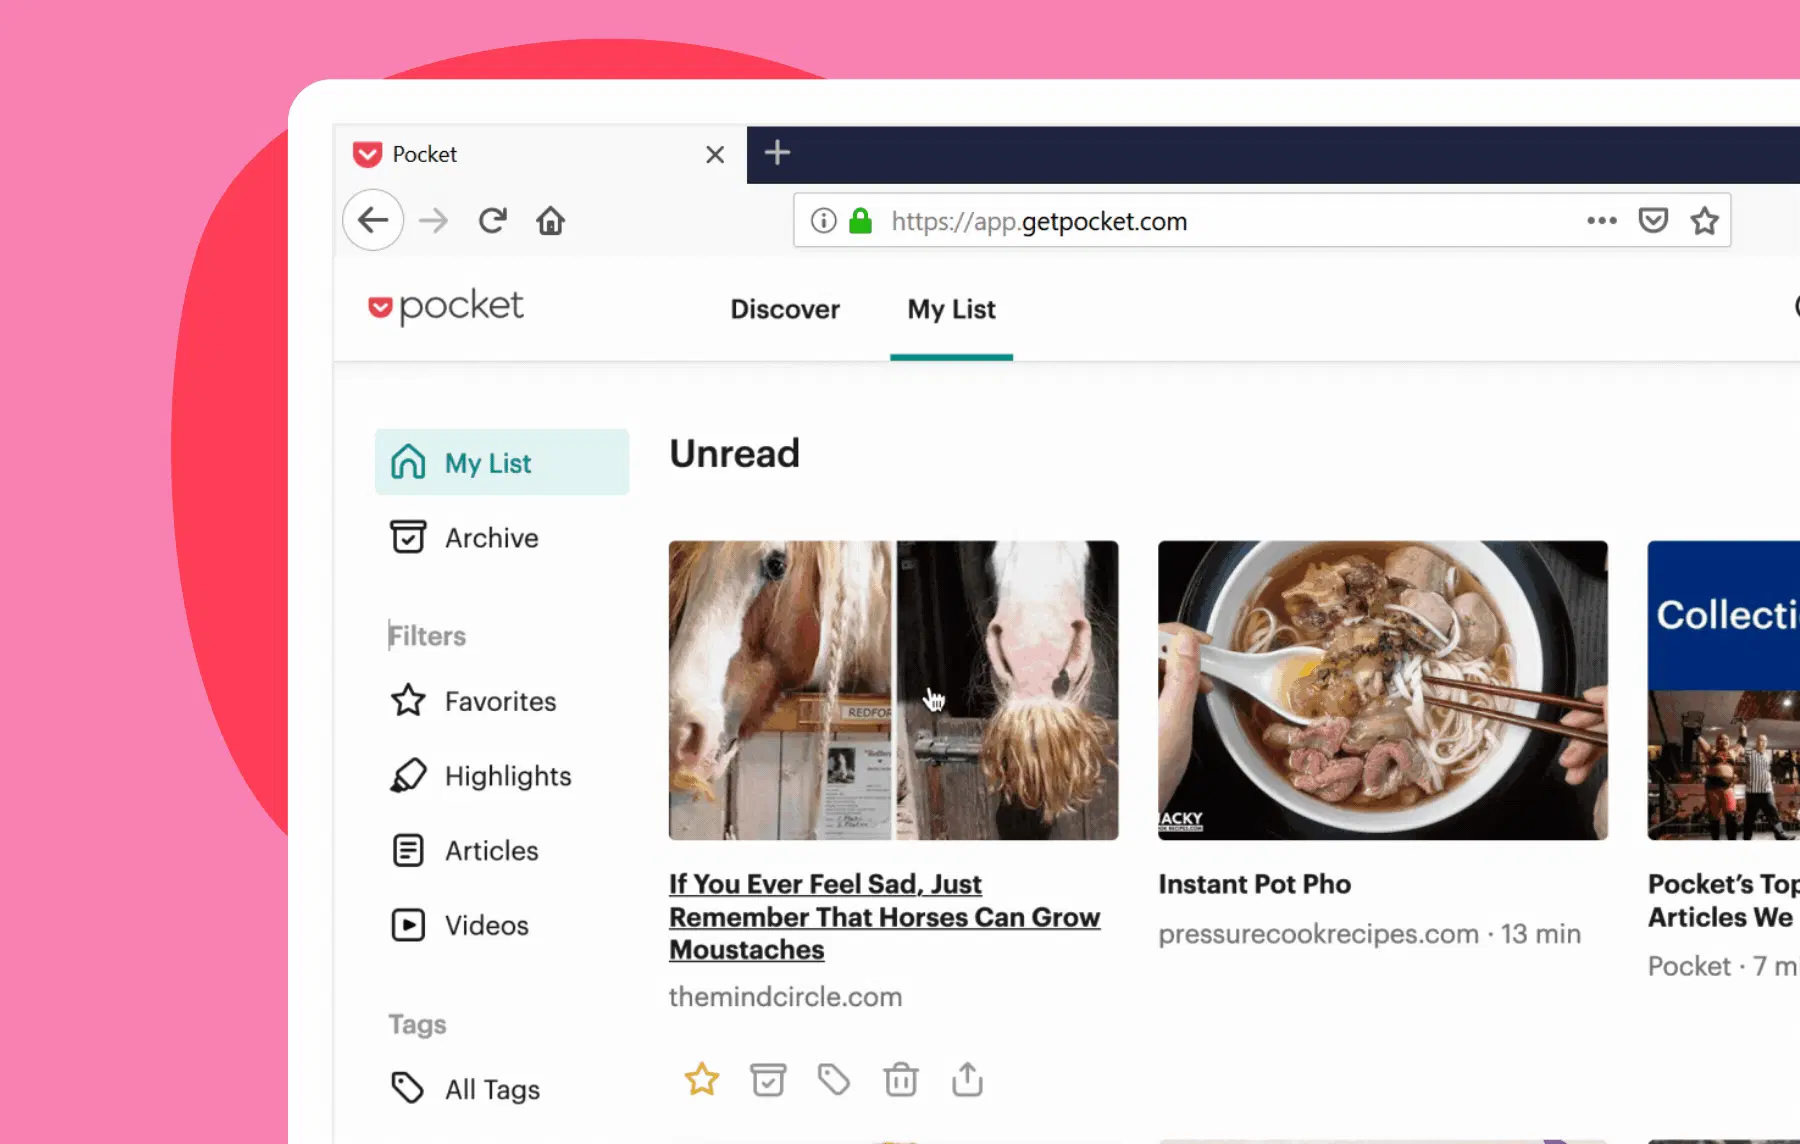 Pocket
https://app.getpocket.com
pocket
Discover
My List
My List
Archive
Filters
Favorites
Highlights
Articles
Videos
Tags
All Tags
Unread
REDFOR
If You Ever Feel Sad, Just
Remember That Horses Can Grow
Moustaches
themindcircle.com
JACKY
Instant Pot Pho
pressurecookrecipes.com · 13 min
Collecti
Pocket's Top
Articles We
Pocket · 7 mi